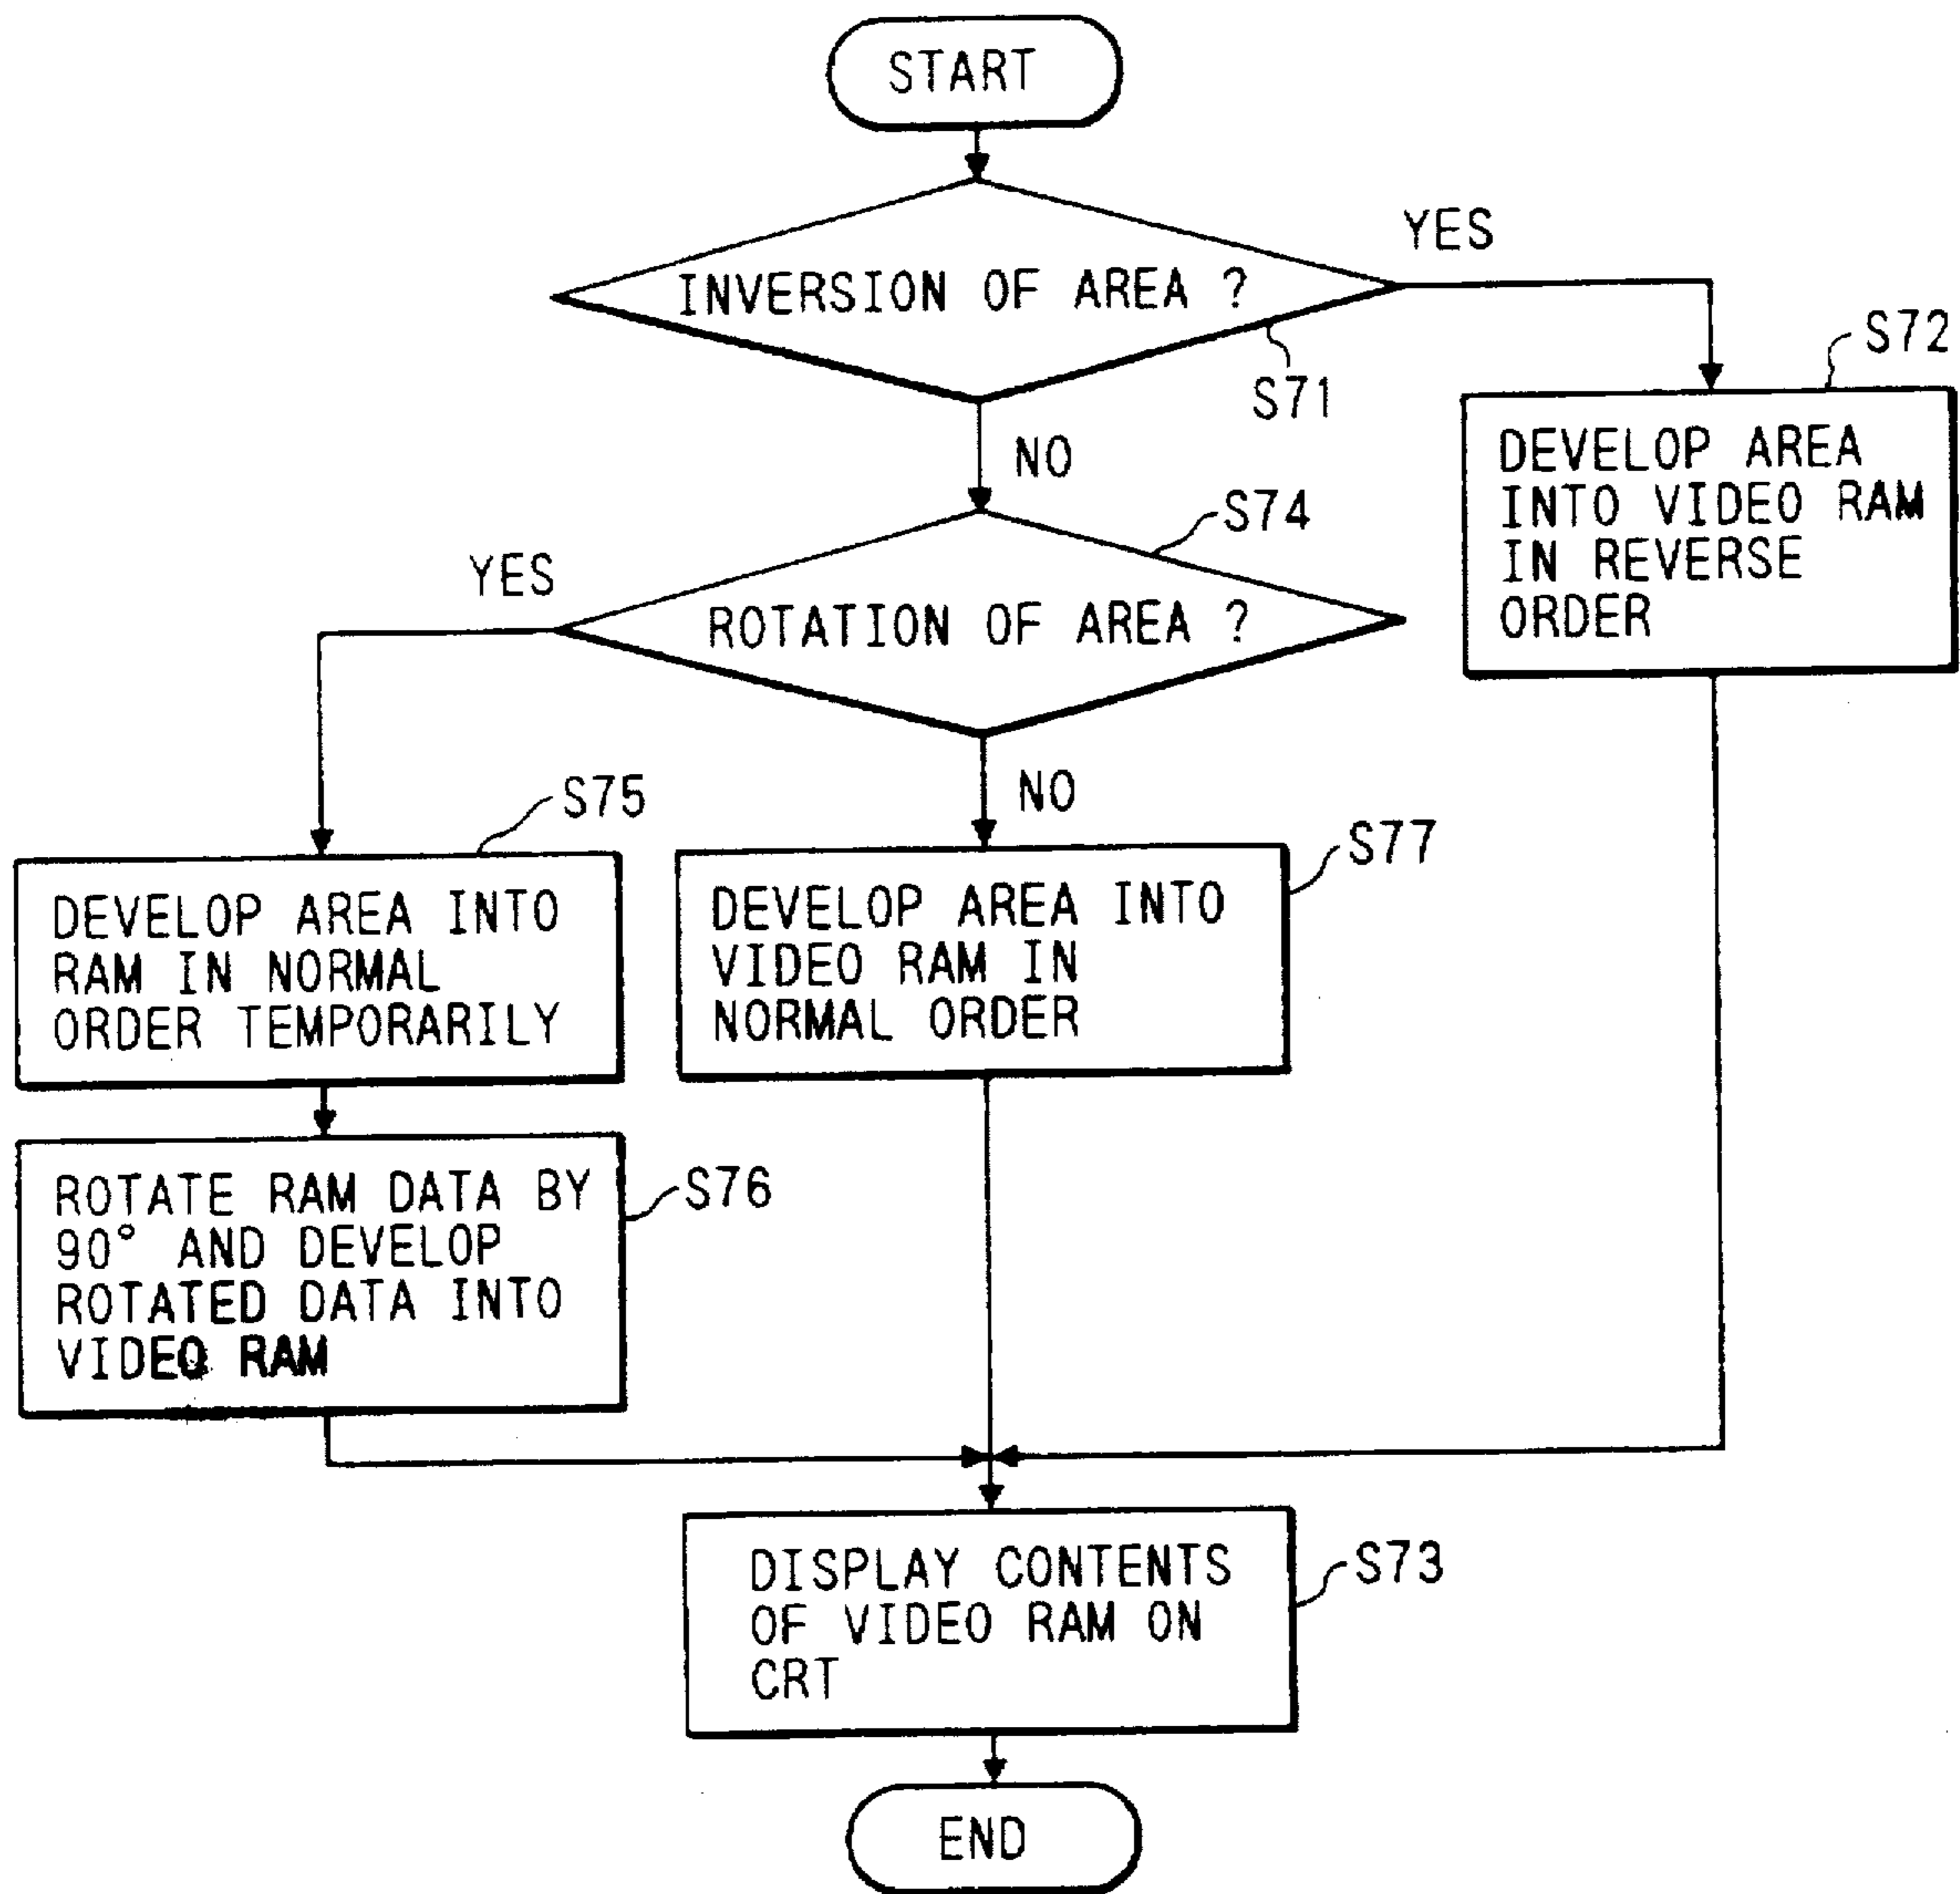 START
INVERSION OF AREA ?
YES
S71
S72
DEVELOP AREA
INTO VIDEO RAM
IN REVERSE
ORDER
NO
S74
YES
ROTATION OF AREA ?
NO
S75
DEVELOP AREA INTO
RAM IN NORMAL
ORDER TEMPORARILY
S77
DEVELOP AREA INTO
VIDEO RAM IN
NORMAL ORDER
S76
ROTATE RAM DATA BY
90° AND DEVELOP
ROTATED DATA INTO
VIDEO RAM
S73
DISPLAY CONTENTS
OF VIDEO RAM ON
CRT
END